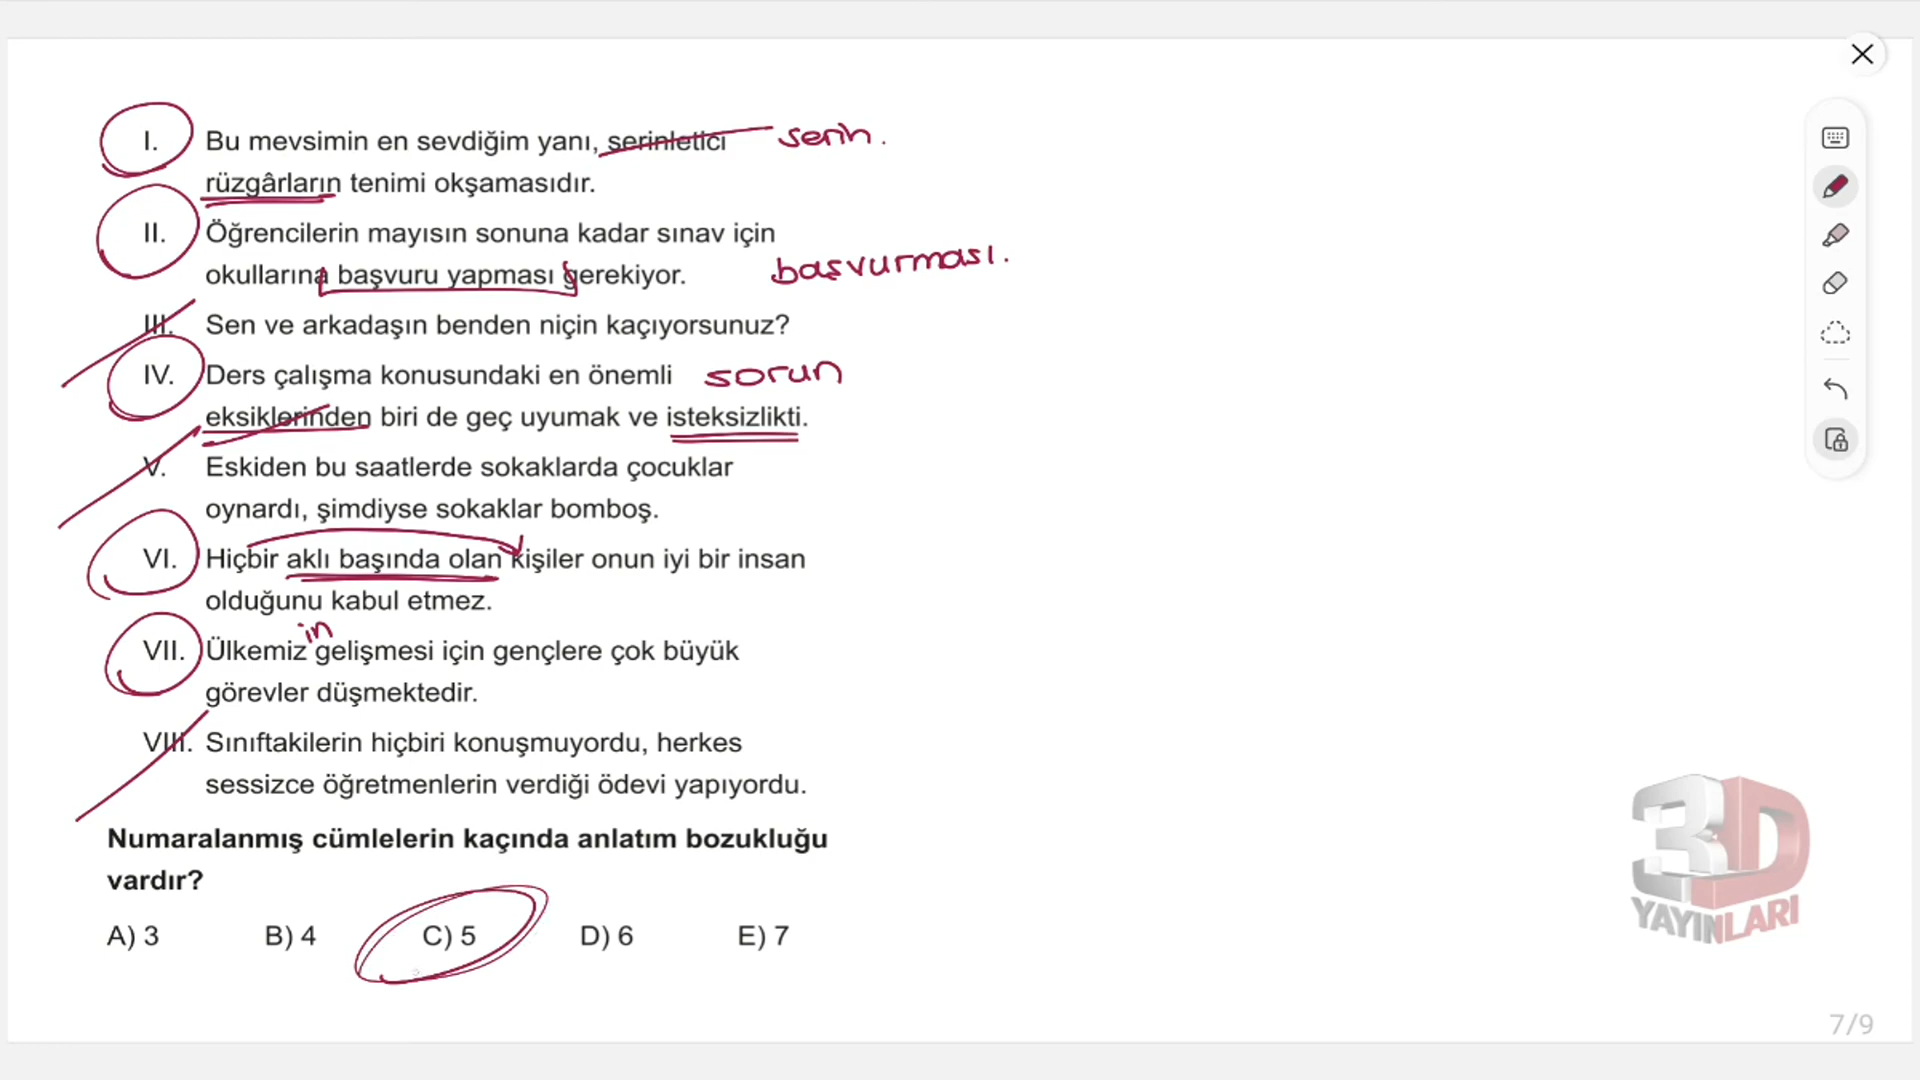 I. Bu mevsimin en sevdiğim yanı, serinletici serin.
rüzgârların tenimi okşamasıdır.
II. Öğrencilerin mayısın sonuna kadar sınav için
okullarına başvuru yapması gerekiyor. başvurması.
III. Sen ve arkadaşın benden niçin kaçıyorsunuz?
IV. Ders çalışma konusundaki en önemli sorun
eksiklerinden biri de geç uyumak ve isteksizlikti.
V. Eskiden bu saatlerde sokaklarda çocuklar
oynardı, şimdiyse sokaklar bomboş.
VI. Hiçbir aklı başında olan kişiler onun iyi bir insan
olduğunu kabul etmez.
in
VII. Ülkemiz gelişmesi için gençlere çok büyük
görevler düşmektedir.
VIII. Sınıftakilerin hiçbiri konuşmuyordu, herkes
sessizce öğretmenlerin verdiği ödevi yapıyordu.
Numaralanmış cümlelerin kaçında anlatım bozukluğu
vardır?
A) 3 B) 4 C) 5 D) 6 E) 7
3D
YAYINLARI
7/9